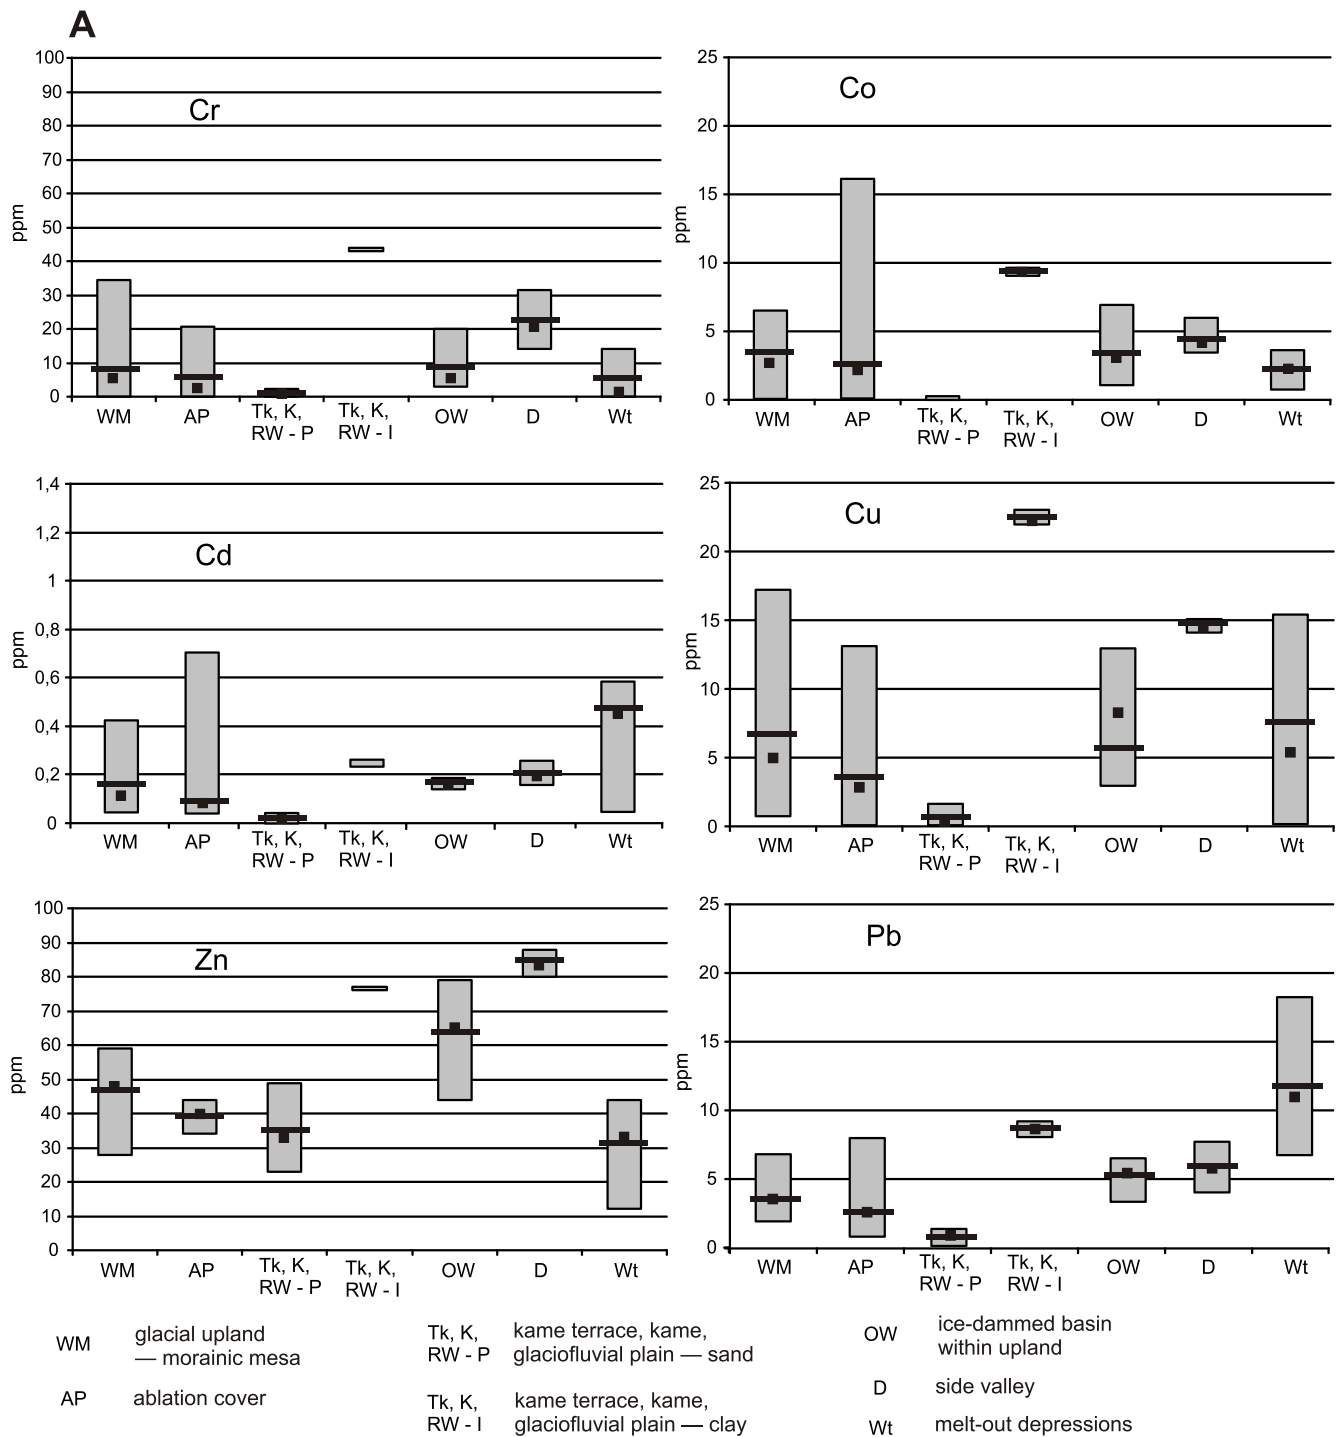 A
100
90
80
70
60
50
40
30
20
10
0
ppm
Cr
WM AP Tk, K, Tk, K, OW D Wt
RW - P RW - I
25
20
15
10
5
0
ppm
Co
WM AP Tk, K, Tk, K, OW D Wt
RW - P RW - I
1,4
1,2
1
0,8
0,6
0,4
0,2
0
ppm
Cd
WM AP Tk, K, Tk, K, OW D Wt
RW - P RW - I
25
20
15
10
5
0
ppm
Cu
WM AP Tk, K, Tk, K, OW D Wt
RW - P RW - I
100
90
80
70
60
50
40
30
20
10
0
ppm
Zn
WM AP Tk, K, Tk, K, OW D Wt
RW - P RW - I
25
20
15
10
5
0
ppm
Pb
WM AP Tk, K, Tk, K, OW D Wt
RW - P RW - I
WM glacial upland
— morainic mesa
AP ablation cover
Tk, K, kame terrace, kame,
RW - P glaciofluvial plain — sand
Tk, K, kame terrace, kame,
RW - I glaciofluvial plain — clay
OW ice-dammed basin
within upland
D side valley
Wt melt-out depressions